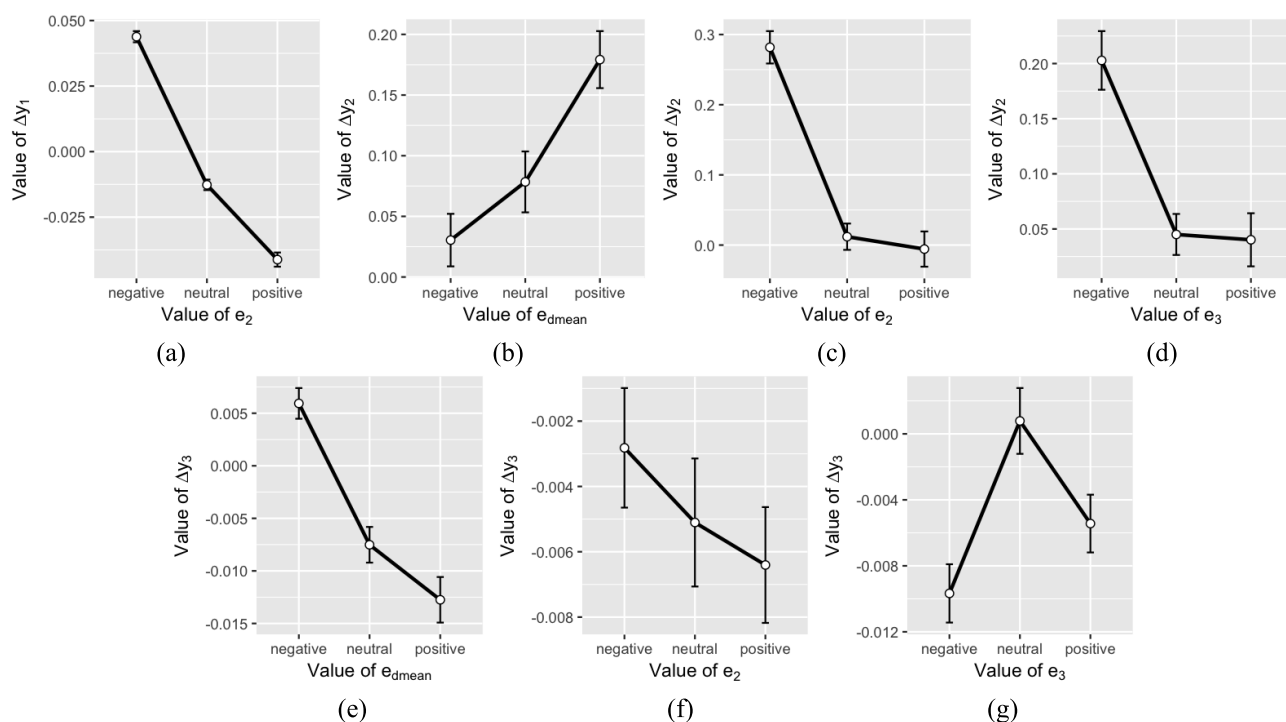 0.050
0.025
0.000
-0.025
Value of Δy₁
negative neutral positive
Value of e₂
(a)
0.20
0.15
0.10
0.05
0.00
Value of Δy₂
negative neutral positive
Value of e_dmean
(b)
0.3
0.2
0.1
0.0
Value of Δy₂
negative neutral positive
Value of e₂
(c)
0.20
0.15
0.10
0.05
Value of Δy₂
negative neutral positive
Value of e₃
(d)
0.005
0.000
-0.005
-0.010
-0.015
Value of Δy₃
negative neutral positive
Value of e_dmean
(e)
-0.002
-0.004
-0.006
-0.008
Value of Δy₃
negative neutral positive
Value of e₂
(f)
0.000
-0.004
-0.008
-0.012
Value of Δy₃
negative neutral positive
Value of e₃
(g)